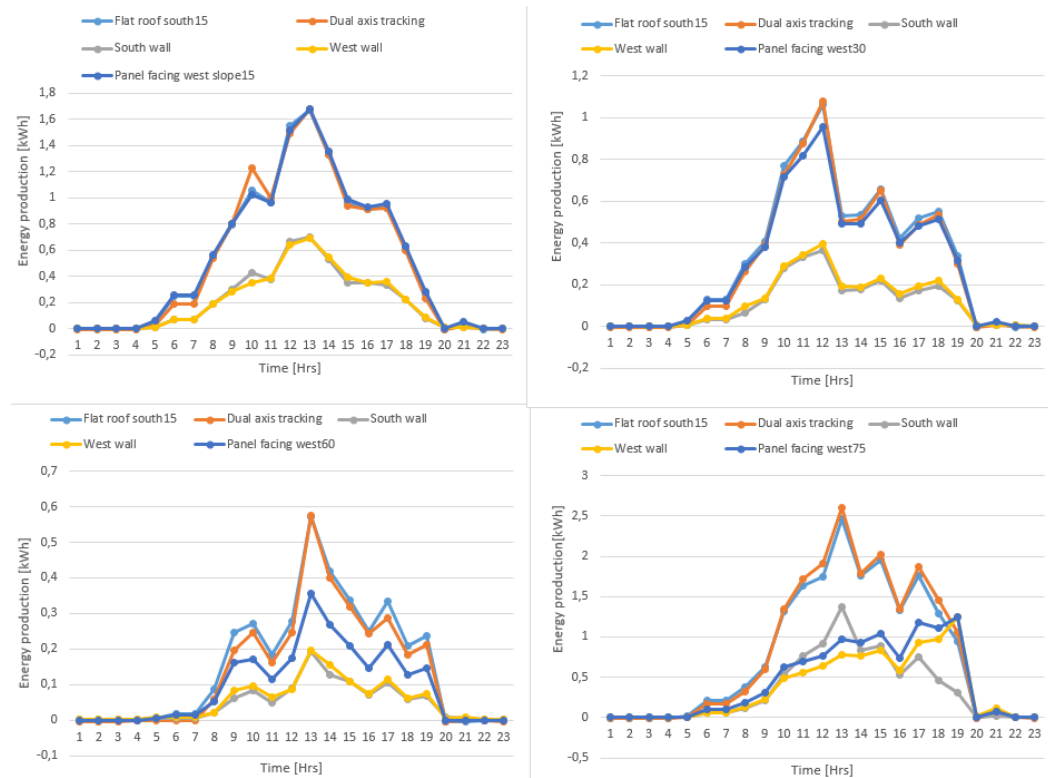 Flat roof south15 Dual axis tracking
South wall West wall
Panel facing west slope15
Energy production [kWh]
1,8
1,6
1,4
1,2
1
0,8
0,6
0,4
0,2
0
-0,2
1 2 3 4 5 6 7 8 9 10 11 12 13 14 15 16 17 18 19 20 21 22 23
Time [Hrs]
Flat roof south15 Dual axis tracking South wall
West wall Panel facing west30
Energy production [kWh]
1,2
1
0,8
0,6
0,4
0,2
0
-0,2
1 2 3 4 5 6 7 8 9 10 11 12 13 14 15 16 17 18 19 20 21 22 23
Time [Hrs]
Flat roof south15 Dual axis tracking South wall
West wall Panel facing west60
Energy production [kWh]
0,7
0,6
0,5
0,4
0,3
0,2
0,1
0
-0,1
1 2 3 4 5 6 7 8 9 10 11 12 13 14 15 16 17 18 19 20 21 22 23
Time [Hrs]
Flat roof south15 Dual axis tracking South wall
West wall Panel facing west75
Energy production[kWh]
3
2,5
2
1,5
1
0,5
0
-0,5
1 2 3 4 5 6 7 8 9 10 11 12 13 14 15 16 17 18 19 20 21 22 23
Time [Hrs]